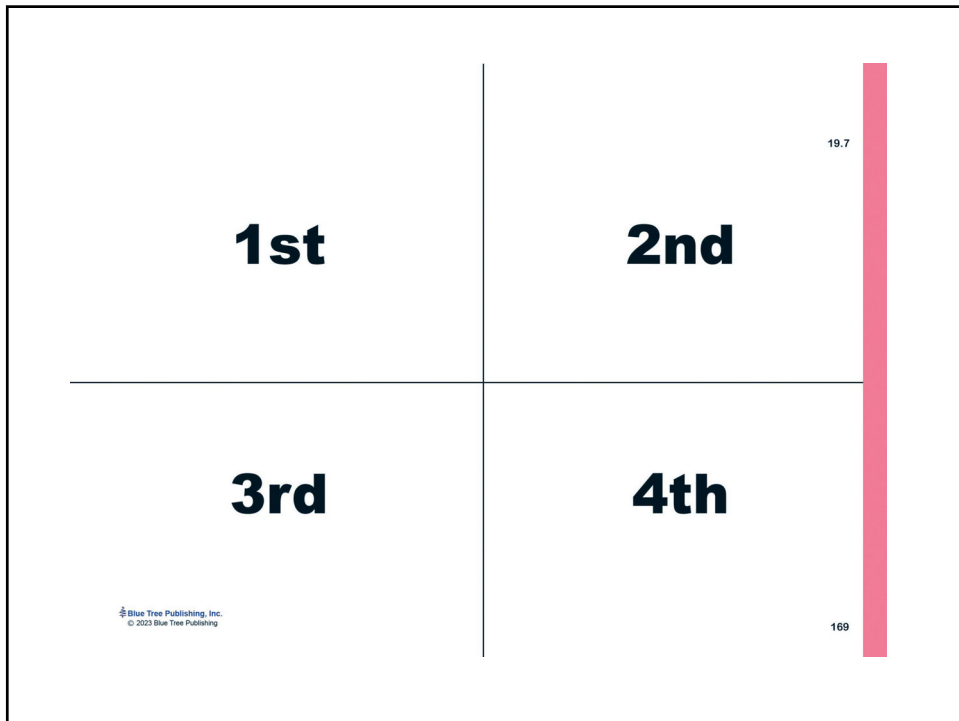 19.7
1st
2nd
3rd
4th
Blue Tree Publishing, Inc.
© 2023 Blue Tree Publishing
169